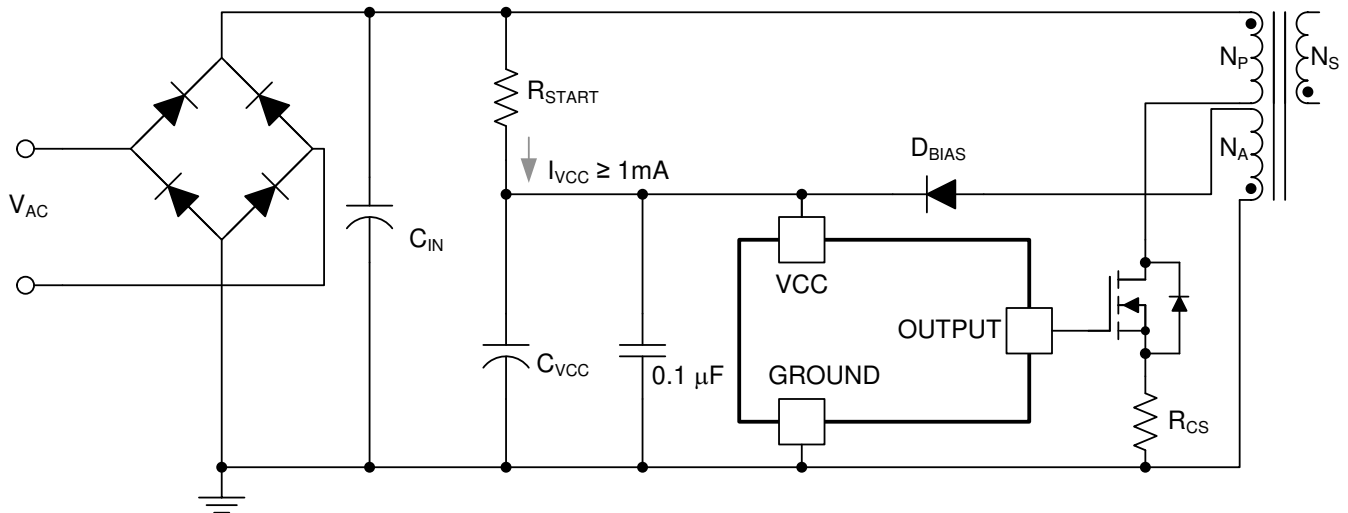 N_P
N_S
R_START
D_BIAS
N_A
I_VCC ≥ 1mA
V_AC
C_IN
VCC
OUTPUT
C_VCC
0.1 µF
GROUND
R_CS